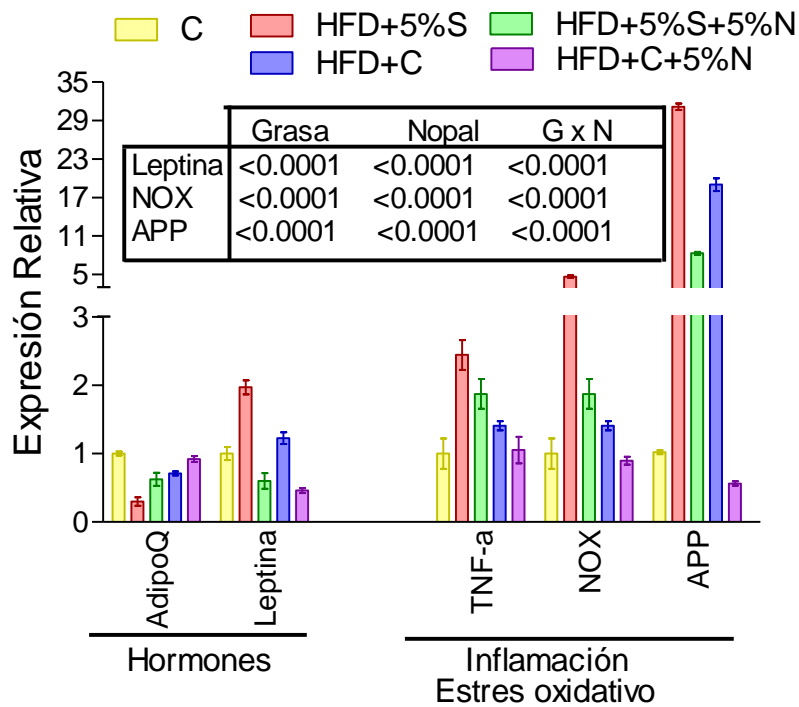 C
HFD+5%S
HFD+5%S+5%N
HFD+C
HFD+C+5%N
Expresión Relativa
35
29
23
17
11
5
3
2
1
0
Grasa Nopal G x N
Leptina <0.0001 <0.0001 <0.0001
NOX <0.0001 <0.0001 <0.0001
APP <0.0001 <0.0001 <0.0001
AdipoQ
Leptina
TNF-a
NOX
APP
Hormones
Inflamación
Estres oxidativo